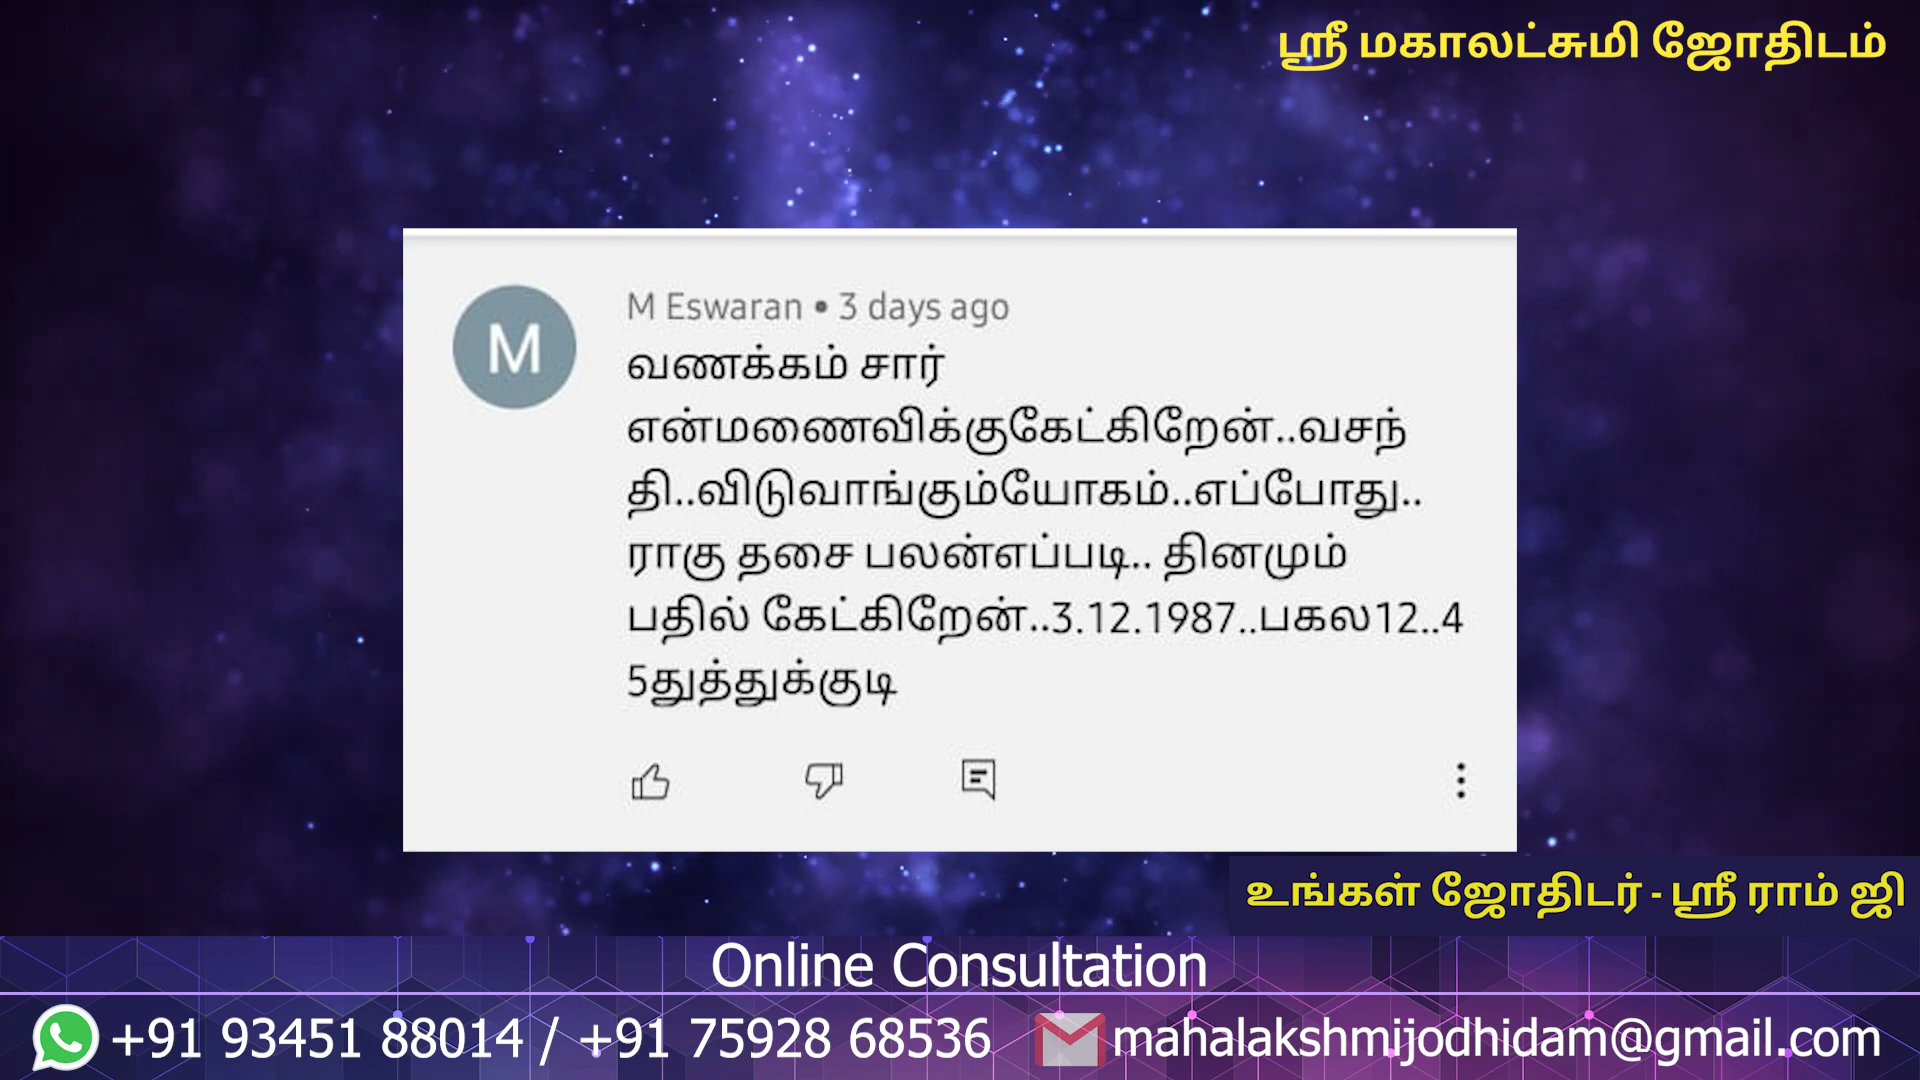 ஸ்ரீ மகாலட்சுமி ஜோதிடம்
M
M Eswaran • 3 days ago
வணக்கம் சார்
என்மணைவிக்குகேட்கிறேன்..வசந்
தி..விடுவாங்கும்யோகம்..எப்போது..
ராகு தசை பலன்எப்படி.. தினமும்
பதில் கேட்கிறேன்..3.12.1987..பகல12..4
5துத்துக்குடி
உங்கள் ஜோதிடர் - ஸ்ரீ ராம் ஜி
Online Consultation
+91 93451 88014 / +91 75928 68536 mahalakshmijodhidam@gmail.com